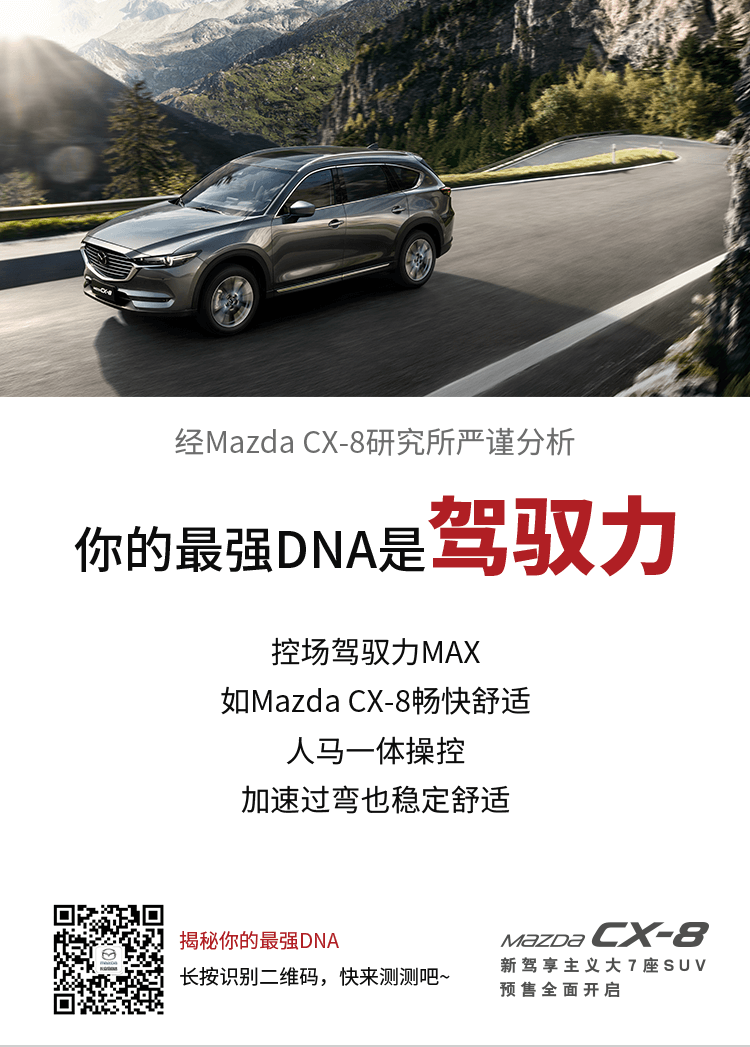 经Mazda CX-8研究所严谨分析
你的最强DNA是驾驭力
控场驾驭力MAX
如Mazda CX-8畅快舒适
人马一体操控
加速过弯也稳定舒适
揭秘你的最强DNA
长按识别二维码，快来测测吧~
mazda CX-8
新驾享主义大7座SUV
预售全面开启